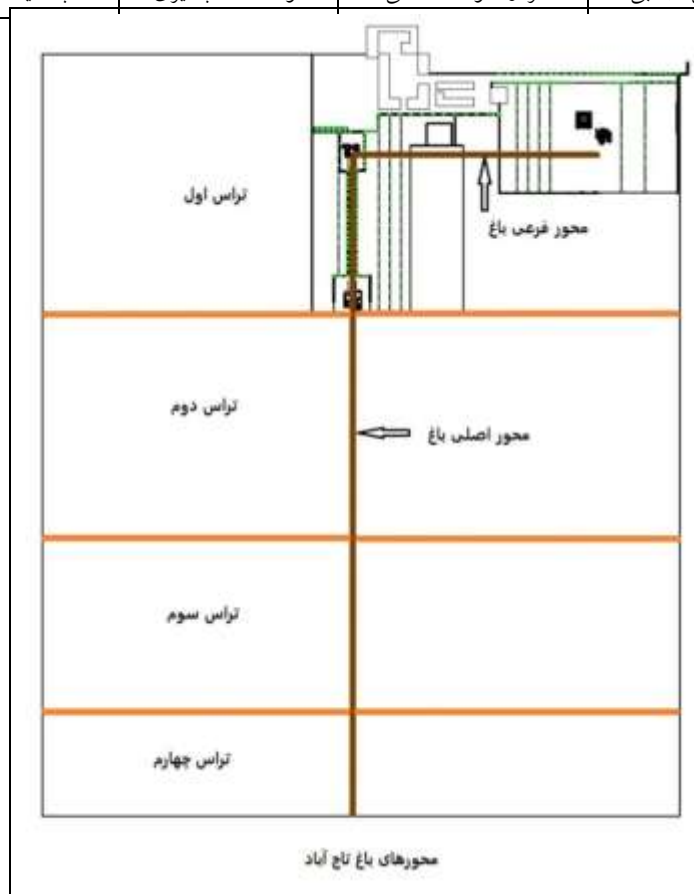 تراس اول
محور فرعی باغ
تراس دوم
محور اصلی باغ
تراس سوم
تراس چهارم
محورهای باغ تاج آباد